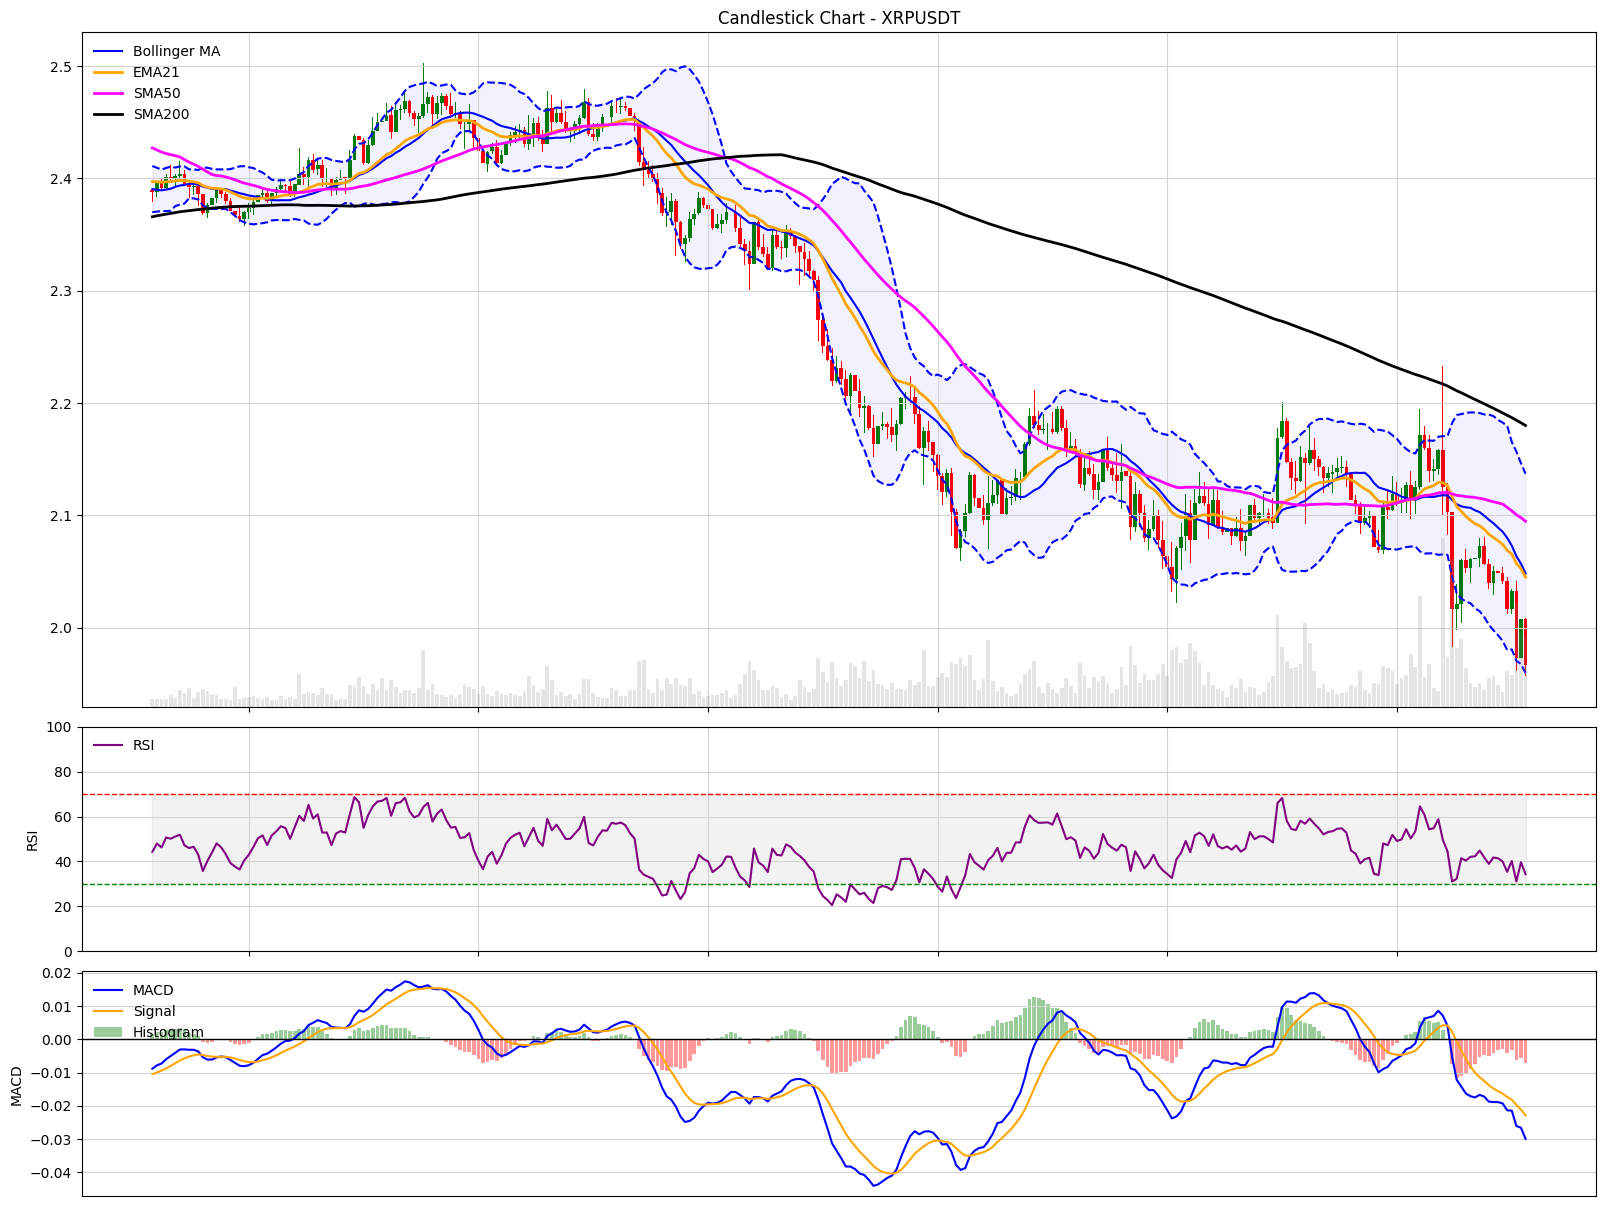 Candlestick Chart - XRPUSDT
Bollinger MA
EMA21
SMA50
SMA200
2.5
2.4
2.3
2.2
2.1
2.0
RSI
100
80
60
40
20
0
RSI
MACD
Signal
Histogram
0.02
0.01
0.00
−0.01
−0.02
−0.03
−0.04
MACD